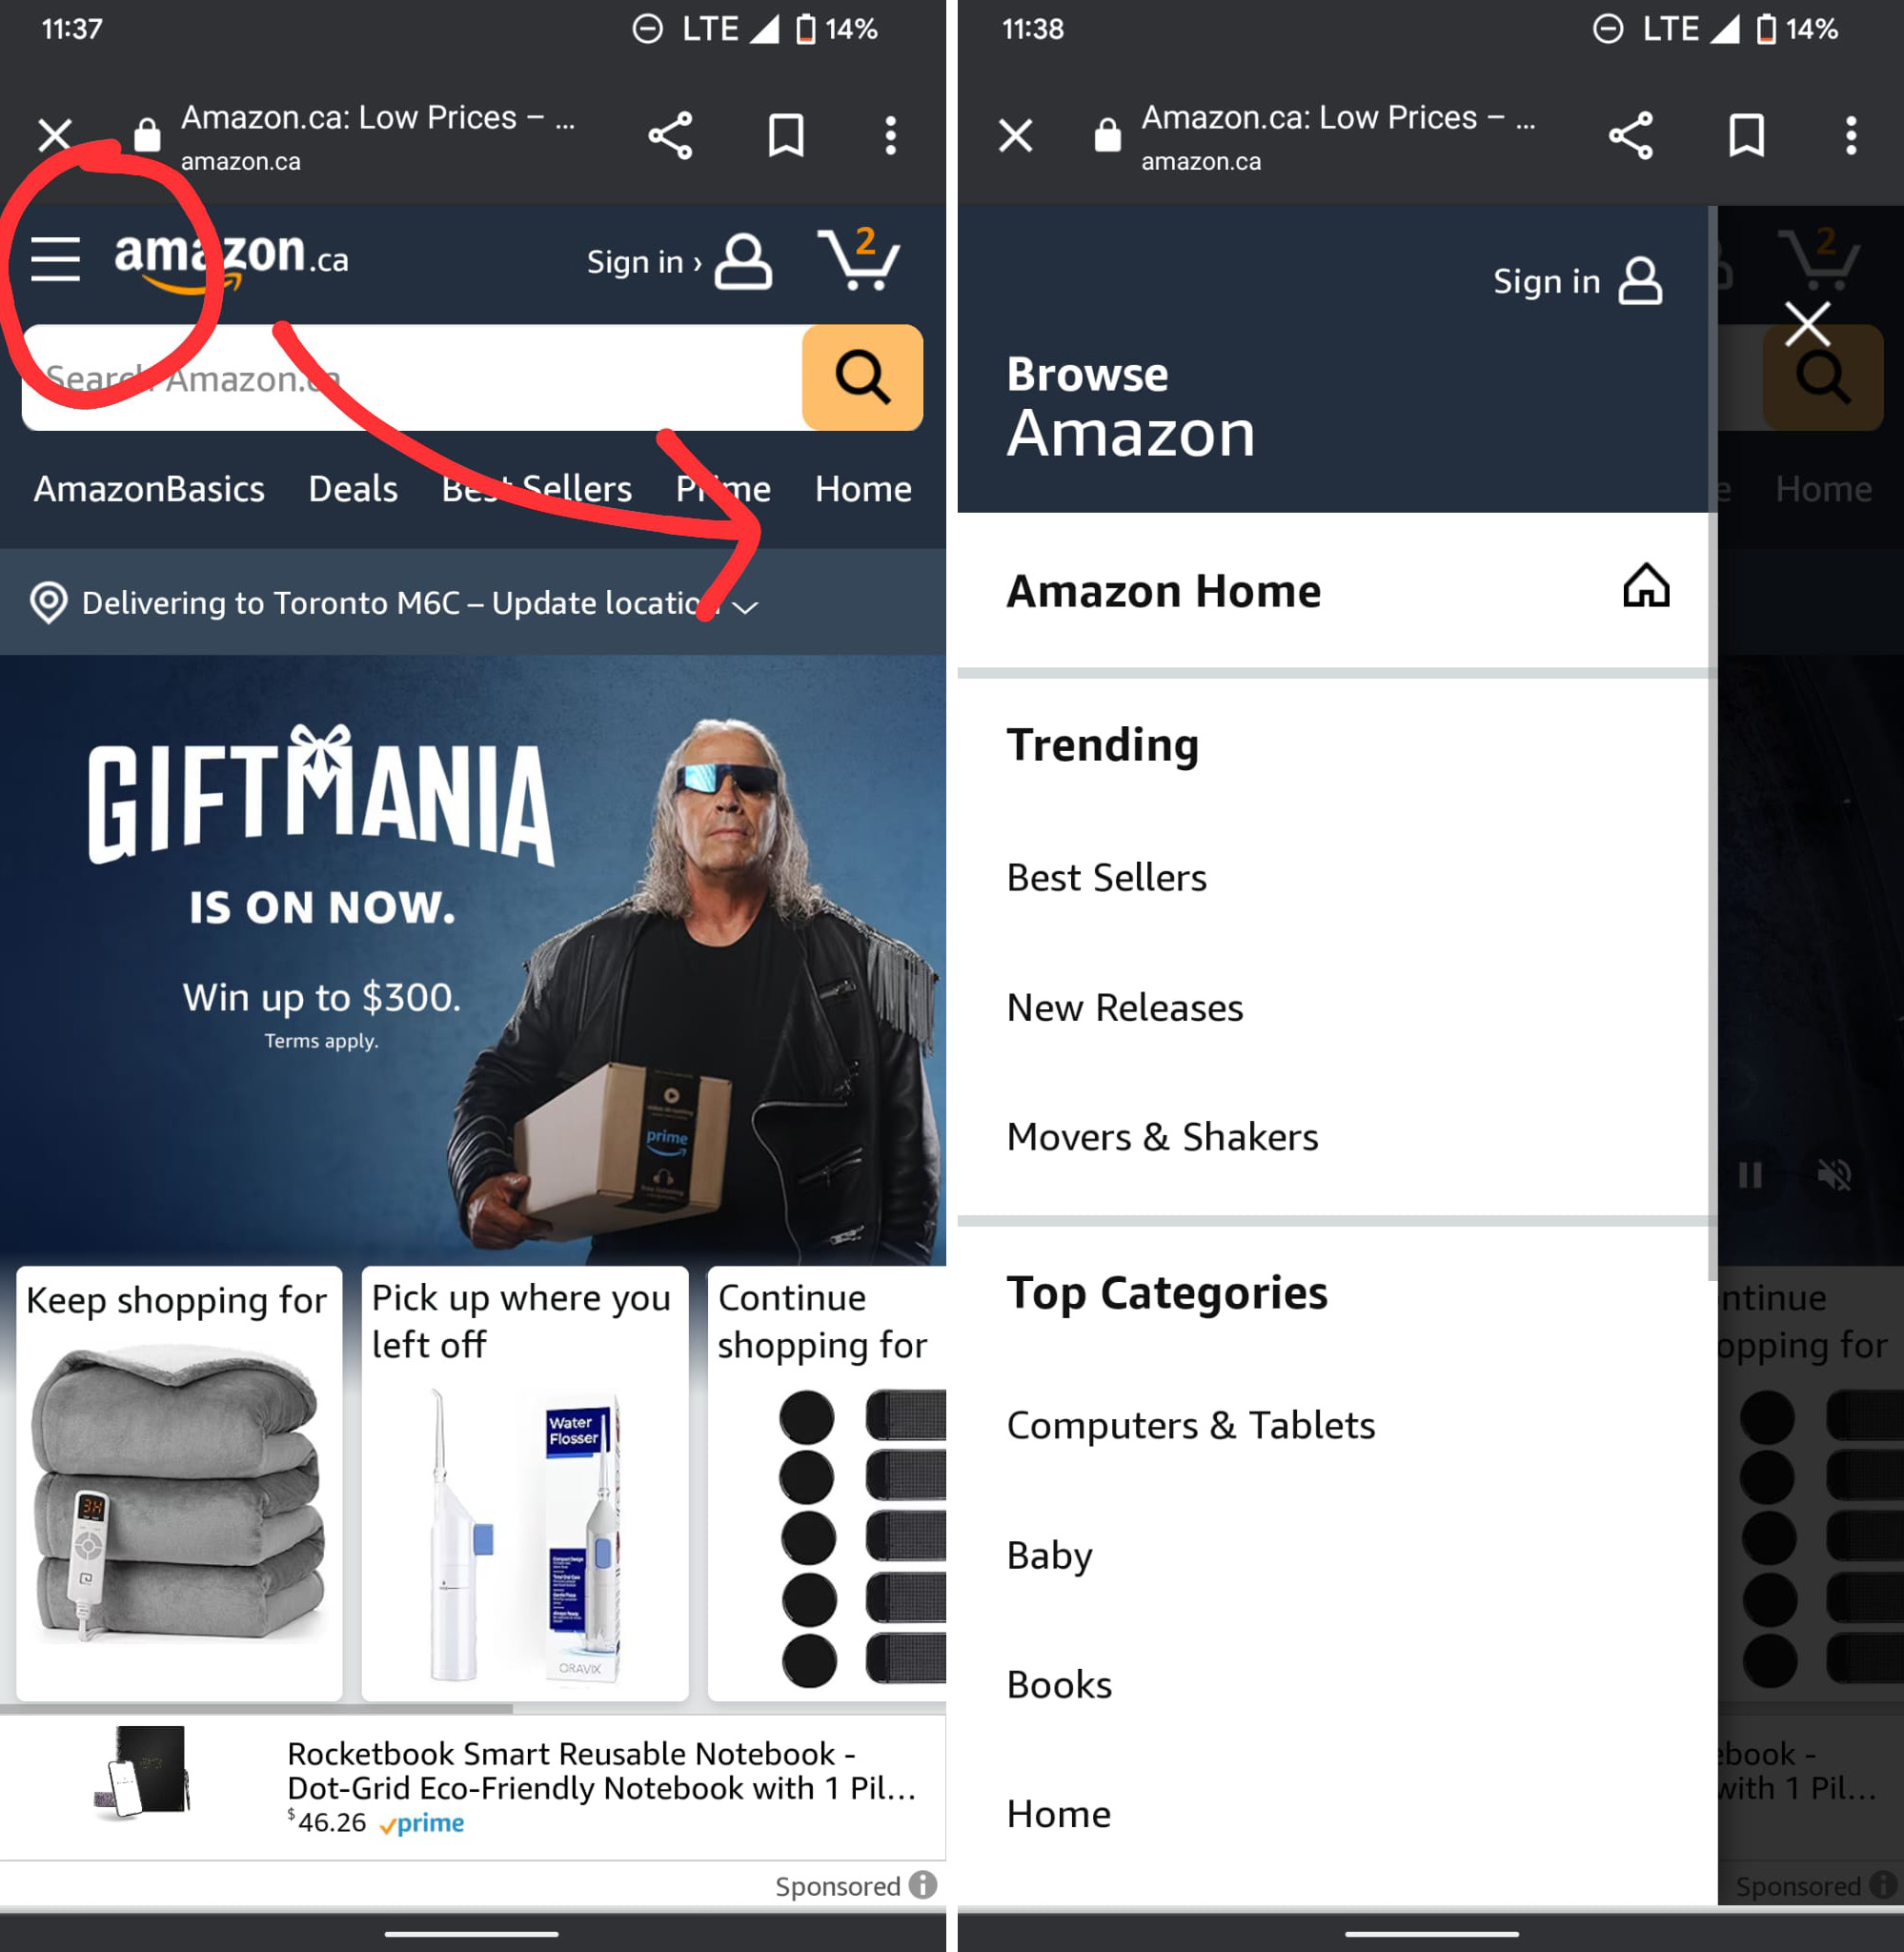 11:37
LTE 14%
Amazon.ca: Low Prices – ...
amazon.ca
amazon.ca
Sign in ›
2
Search Amazon.ca
AmazonBasics Deals Best Sellers Prime Home
Delivering to Toronto M6C – Update location
GIFTMANIA
IS ON NOW.
Win up to $300.
Terms apply.
prime
Keep shopping for
3H
Pick up where you
left off
Water
Flosser
ORAVIX
Continue
shopping for
Rocketbook Smart Reusable Notebook -
Dot-Grid Eco-Friendly Notebook with 1 Pil...
$46.26 prime
Sponsored
11:38
LTE 14%
Amazon.ca: Low Prices – ...
amazon.ca
Sign in
2
Browse
Amazon
e Home
Amazon Home
Trending
Best Sellers
New Releases
Movers & Shakers
Top Categories
Computers & Tablets
Baby
Books
Home
ntinue
opping for
ebook -
with 1 Pil...
Sponsored